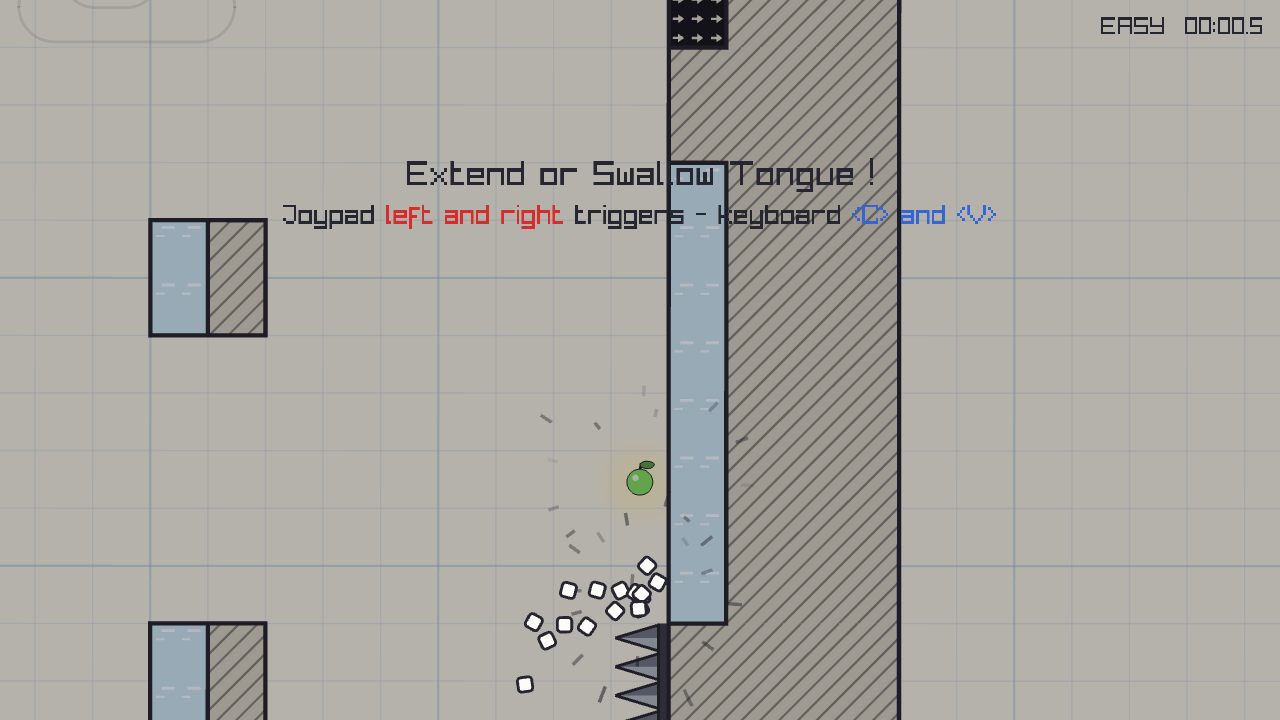 EASY 00:00.5
Extend or Swallow Tongue !
Joypad left and right triggers - keyboard <C> and <V>